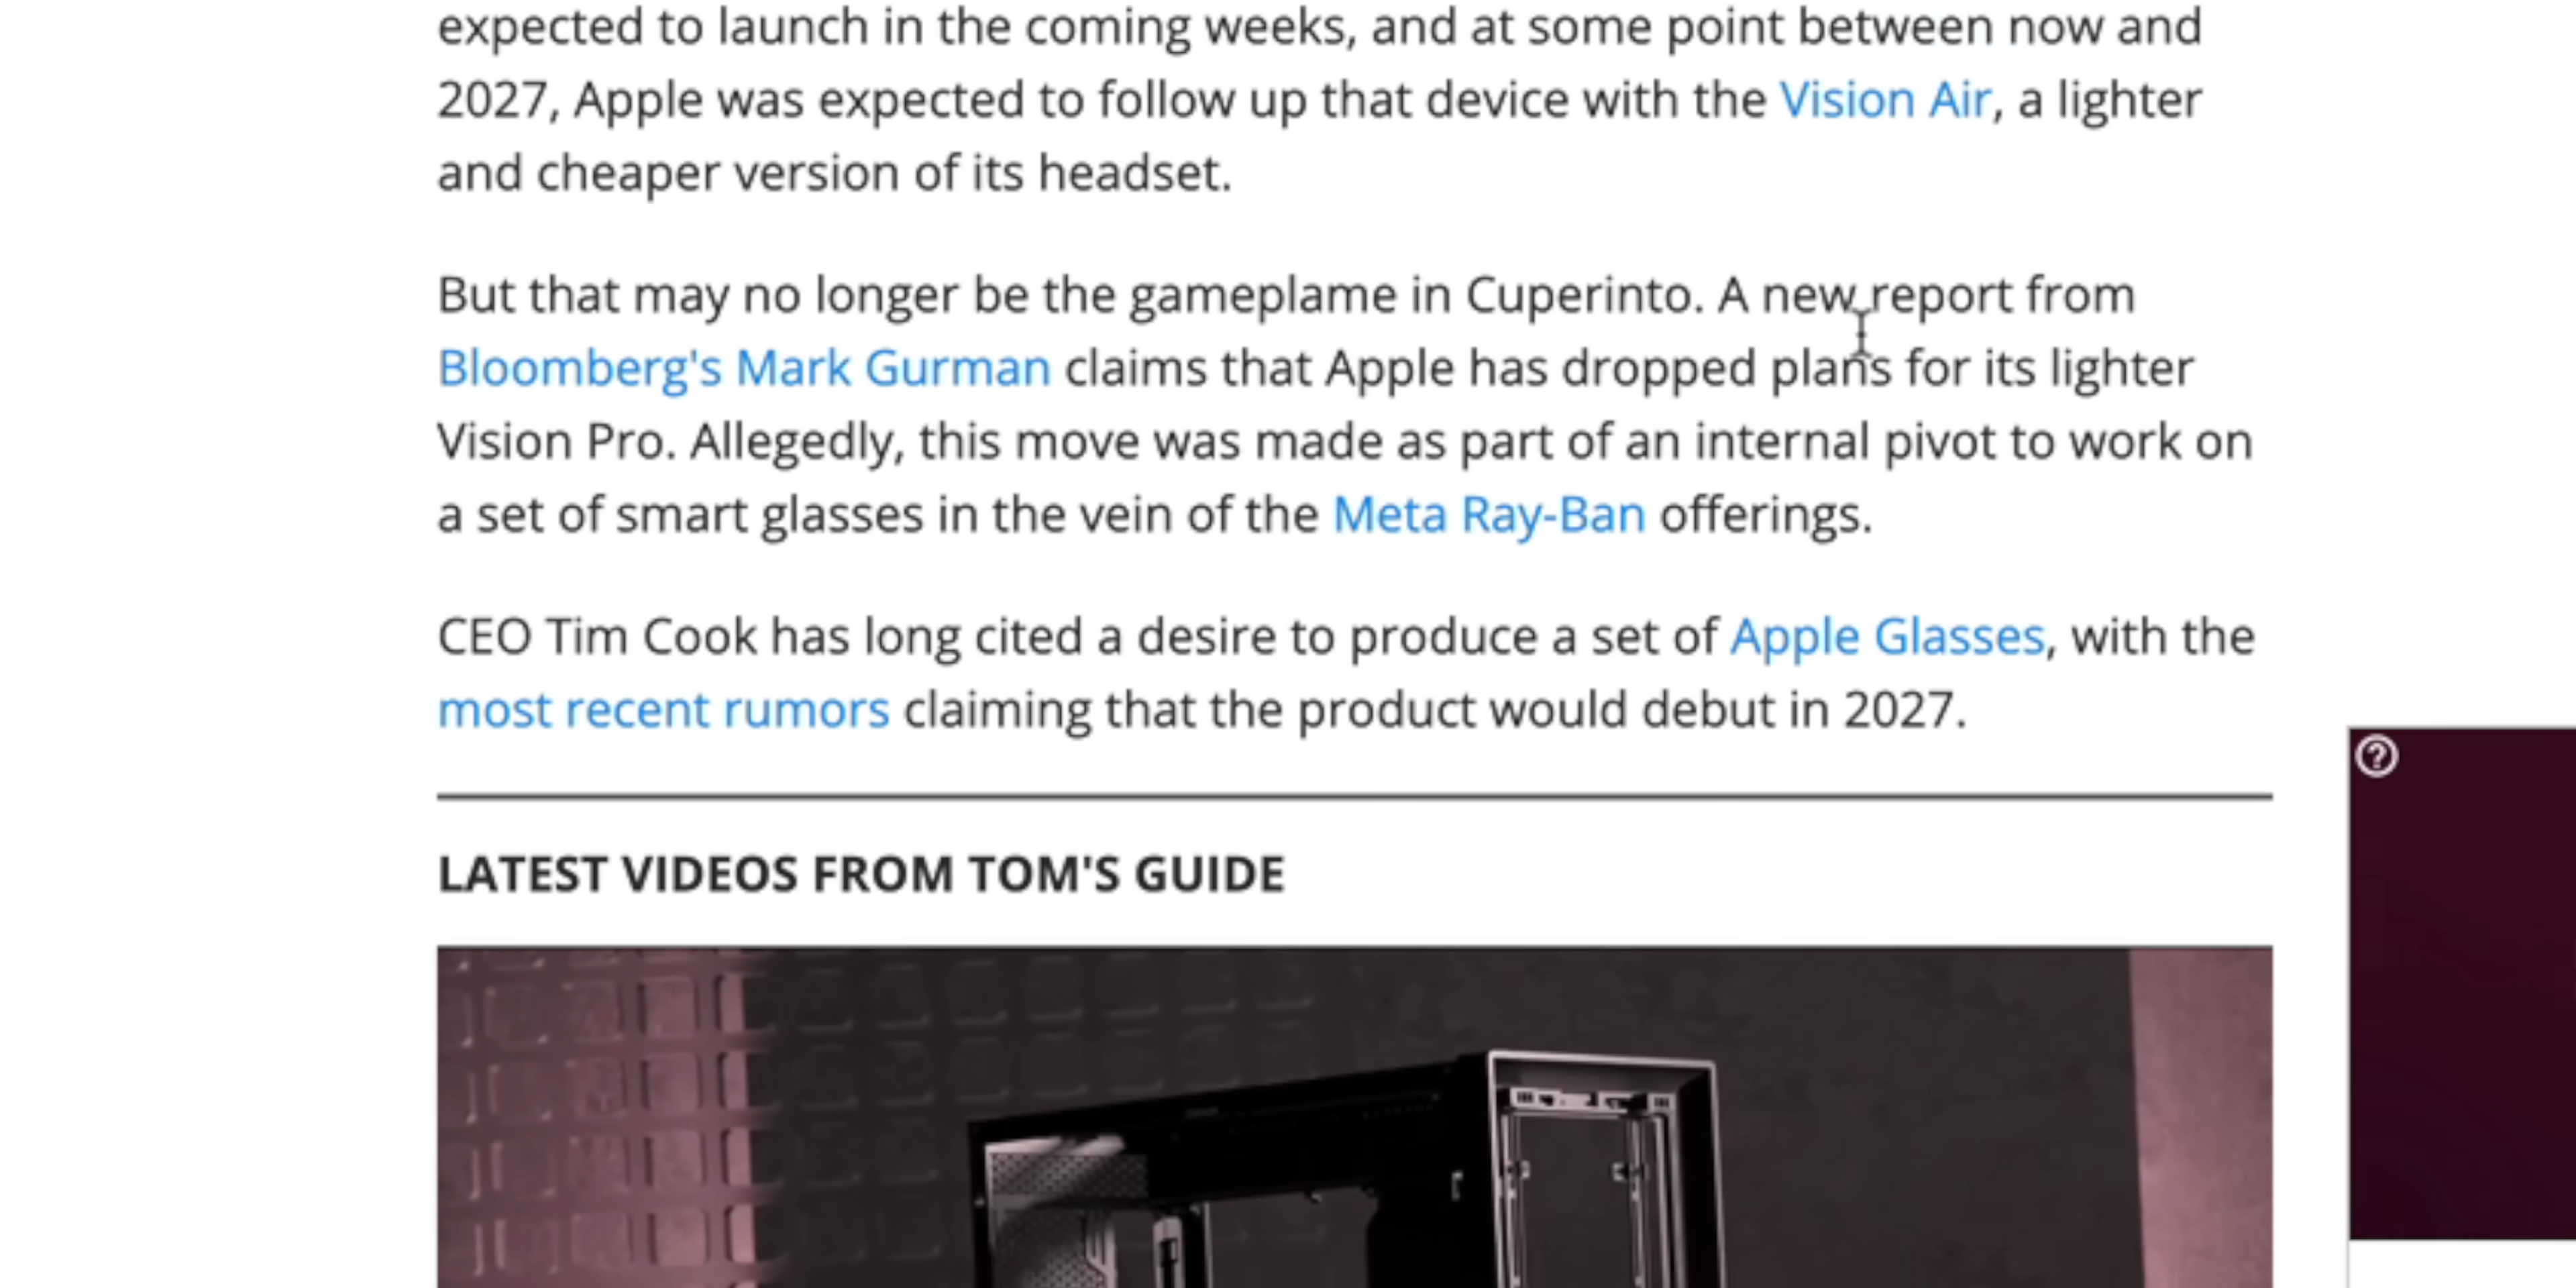 expected to launch in the coming weeks, and at some point between now and
2027, Apple was expected to follow up that device with the Vision Air, a lighter
and cheaper version of its headset.
But that may no longer be the gameplame in Cuperinto. A new report from
Bloomberg's Mark Gurman claims that Apple has dropped plans for its lighter
Vision Pro. Allegedly, this move was made as part of an internal pivot to work on
a set of smart glasses in the vein of the Meta Ray-Ban offerings.
CEO Tim Cook has long cited a desire to produce a set of Apple Glasses, with the
most recent rumors claiming that the product would debut in 2027.
LATEST VIDEOS FROM TOM'S GUIDE